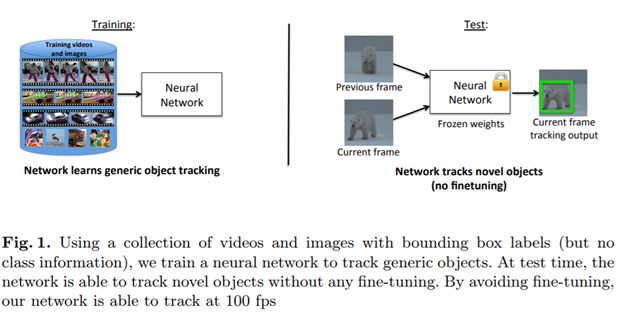 Training:
Training videos
and images
Neural
Network
Network learns generic object tracking
Test:
Previous frame
Current frame
Neural
Network
Frozen weights
Current frame
tracking output
Network tracks novel objects
(no finetuning)
Fig. 1. Using a collection of videos and images with bounding box labels (but no
class information), we train a neural network to track generic objects. At test time, the
network is able to track novel objects without any fine-tuning. By avoiding fine-tuning,
our network is able to track at 100 fps